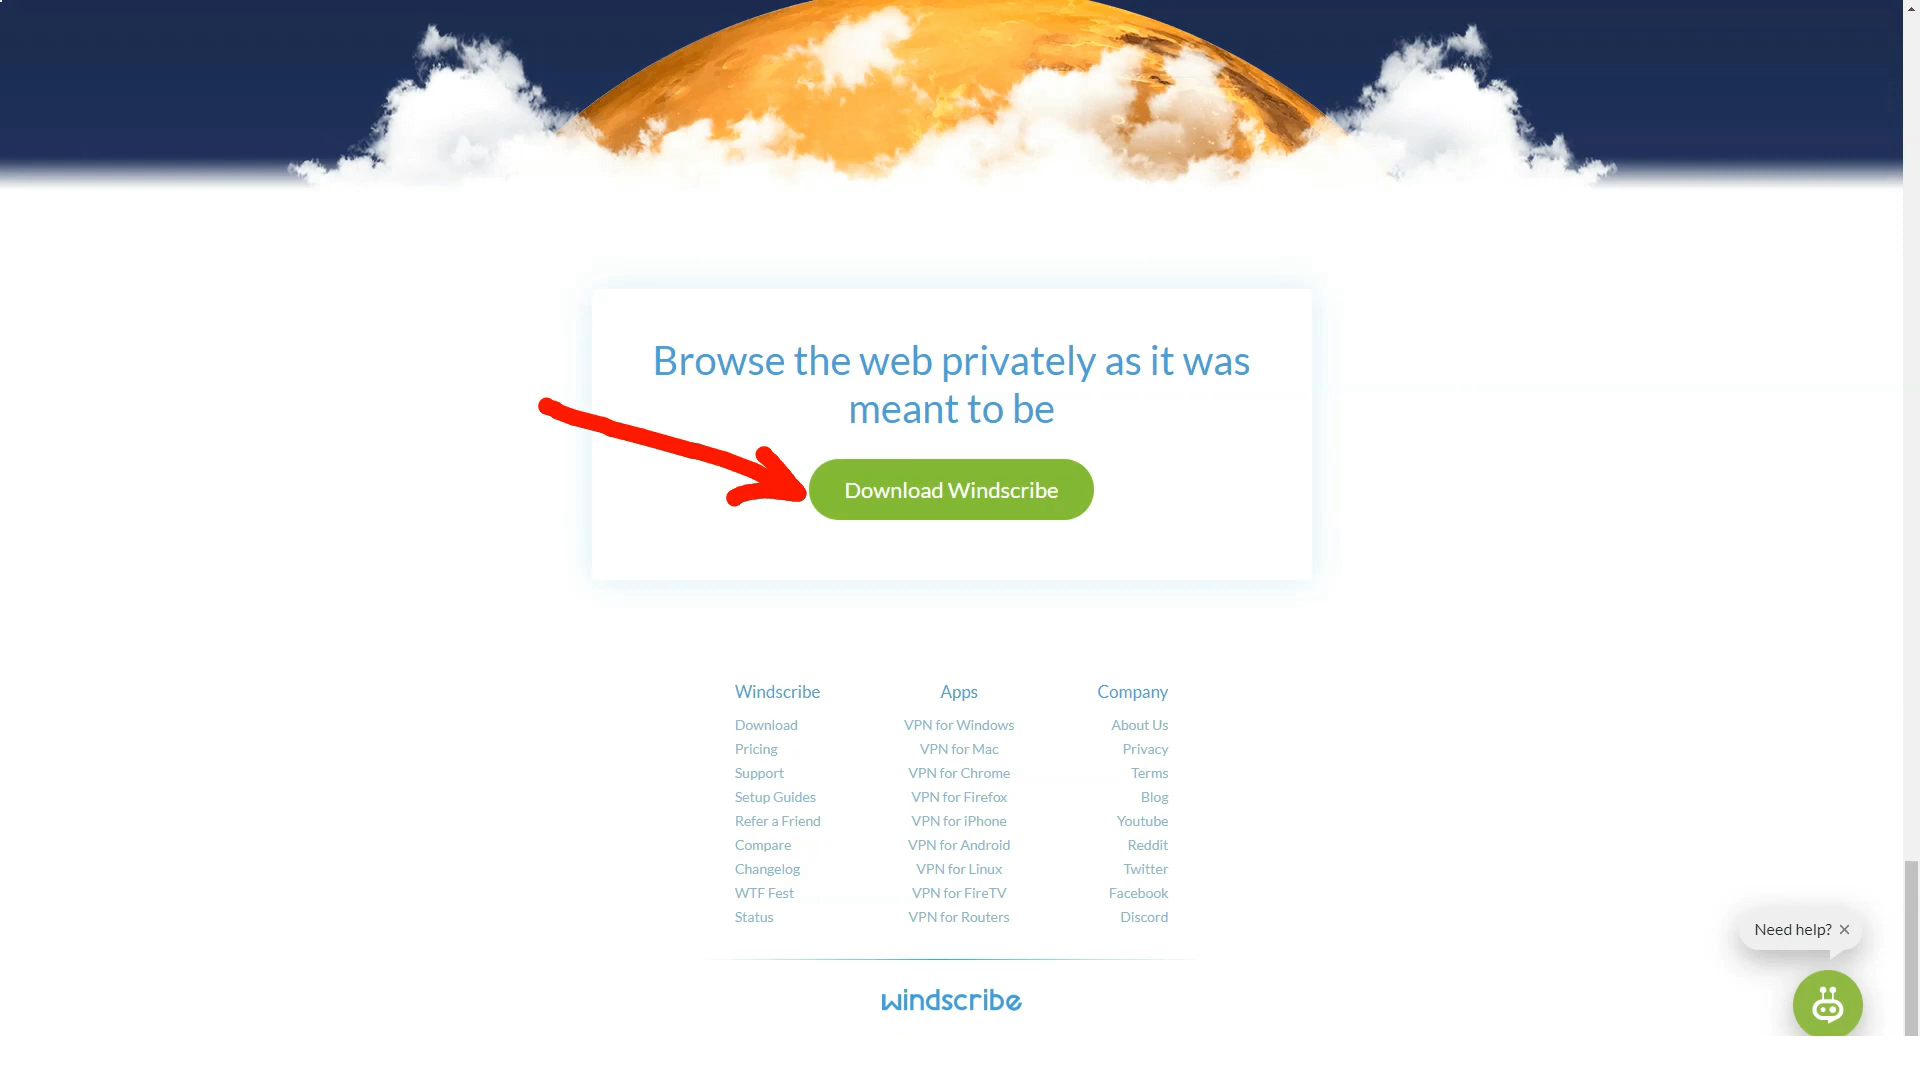 Browse the web privately as it was
meant to be
Download Windscribe
Windscribe
Download
Pricing
Support
Setup Guides
Refer a Friend
Compare
Changelog
WTF Fest
Status
Apps
VPN for Windows
VPN for Mac
VPN for Chrome
VPN for Firefox
VPN for iPhone
VPN for Android
VPN for Linux
VPN for FireTV
VPN for Routers
Company
About Us
Privacy
Terms
Blog
Youtube
Reddit
Twitter
Facebook
Discord
Need help? ×
windscribe